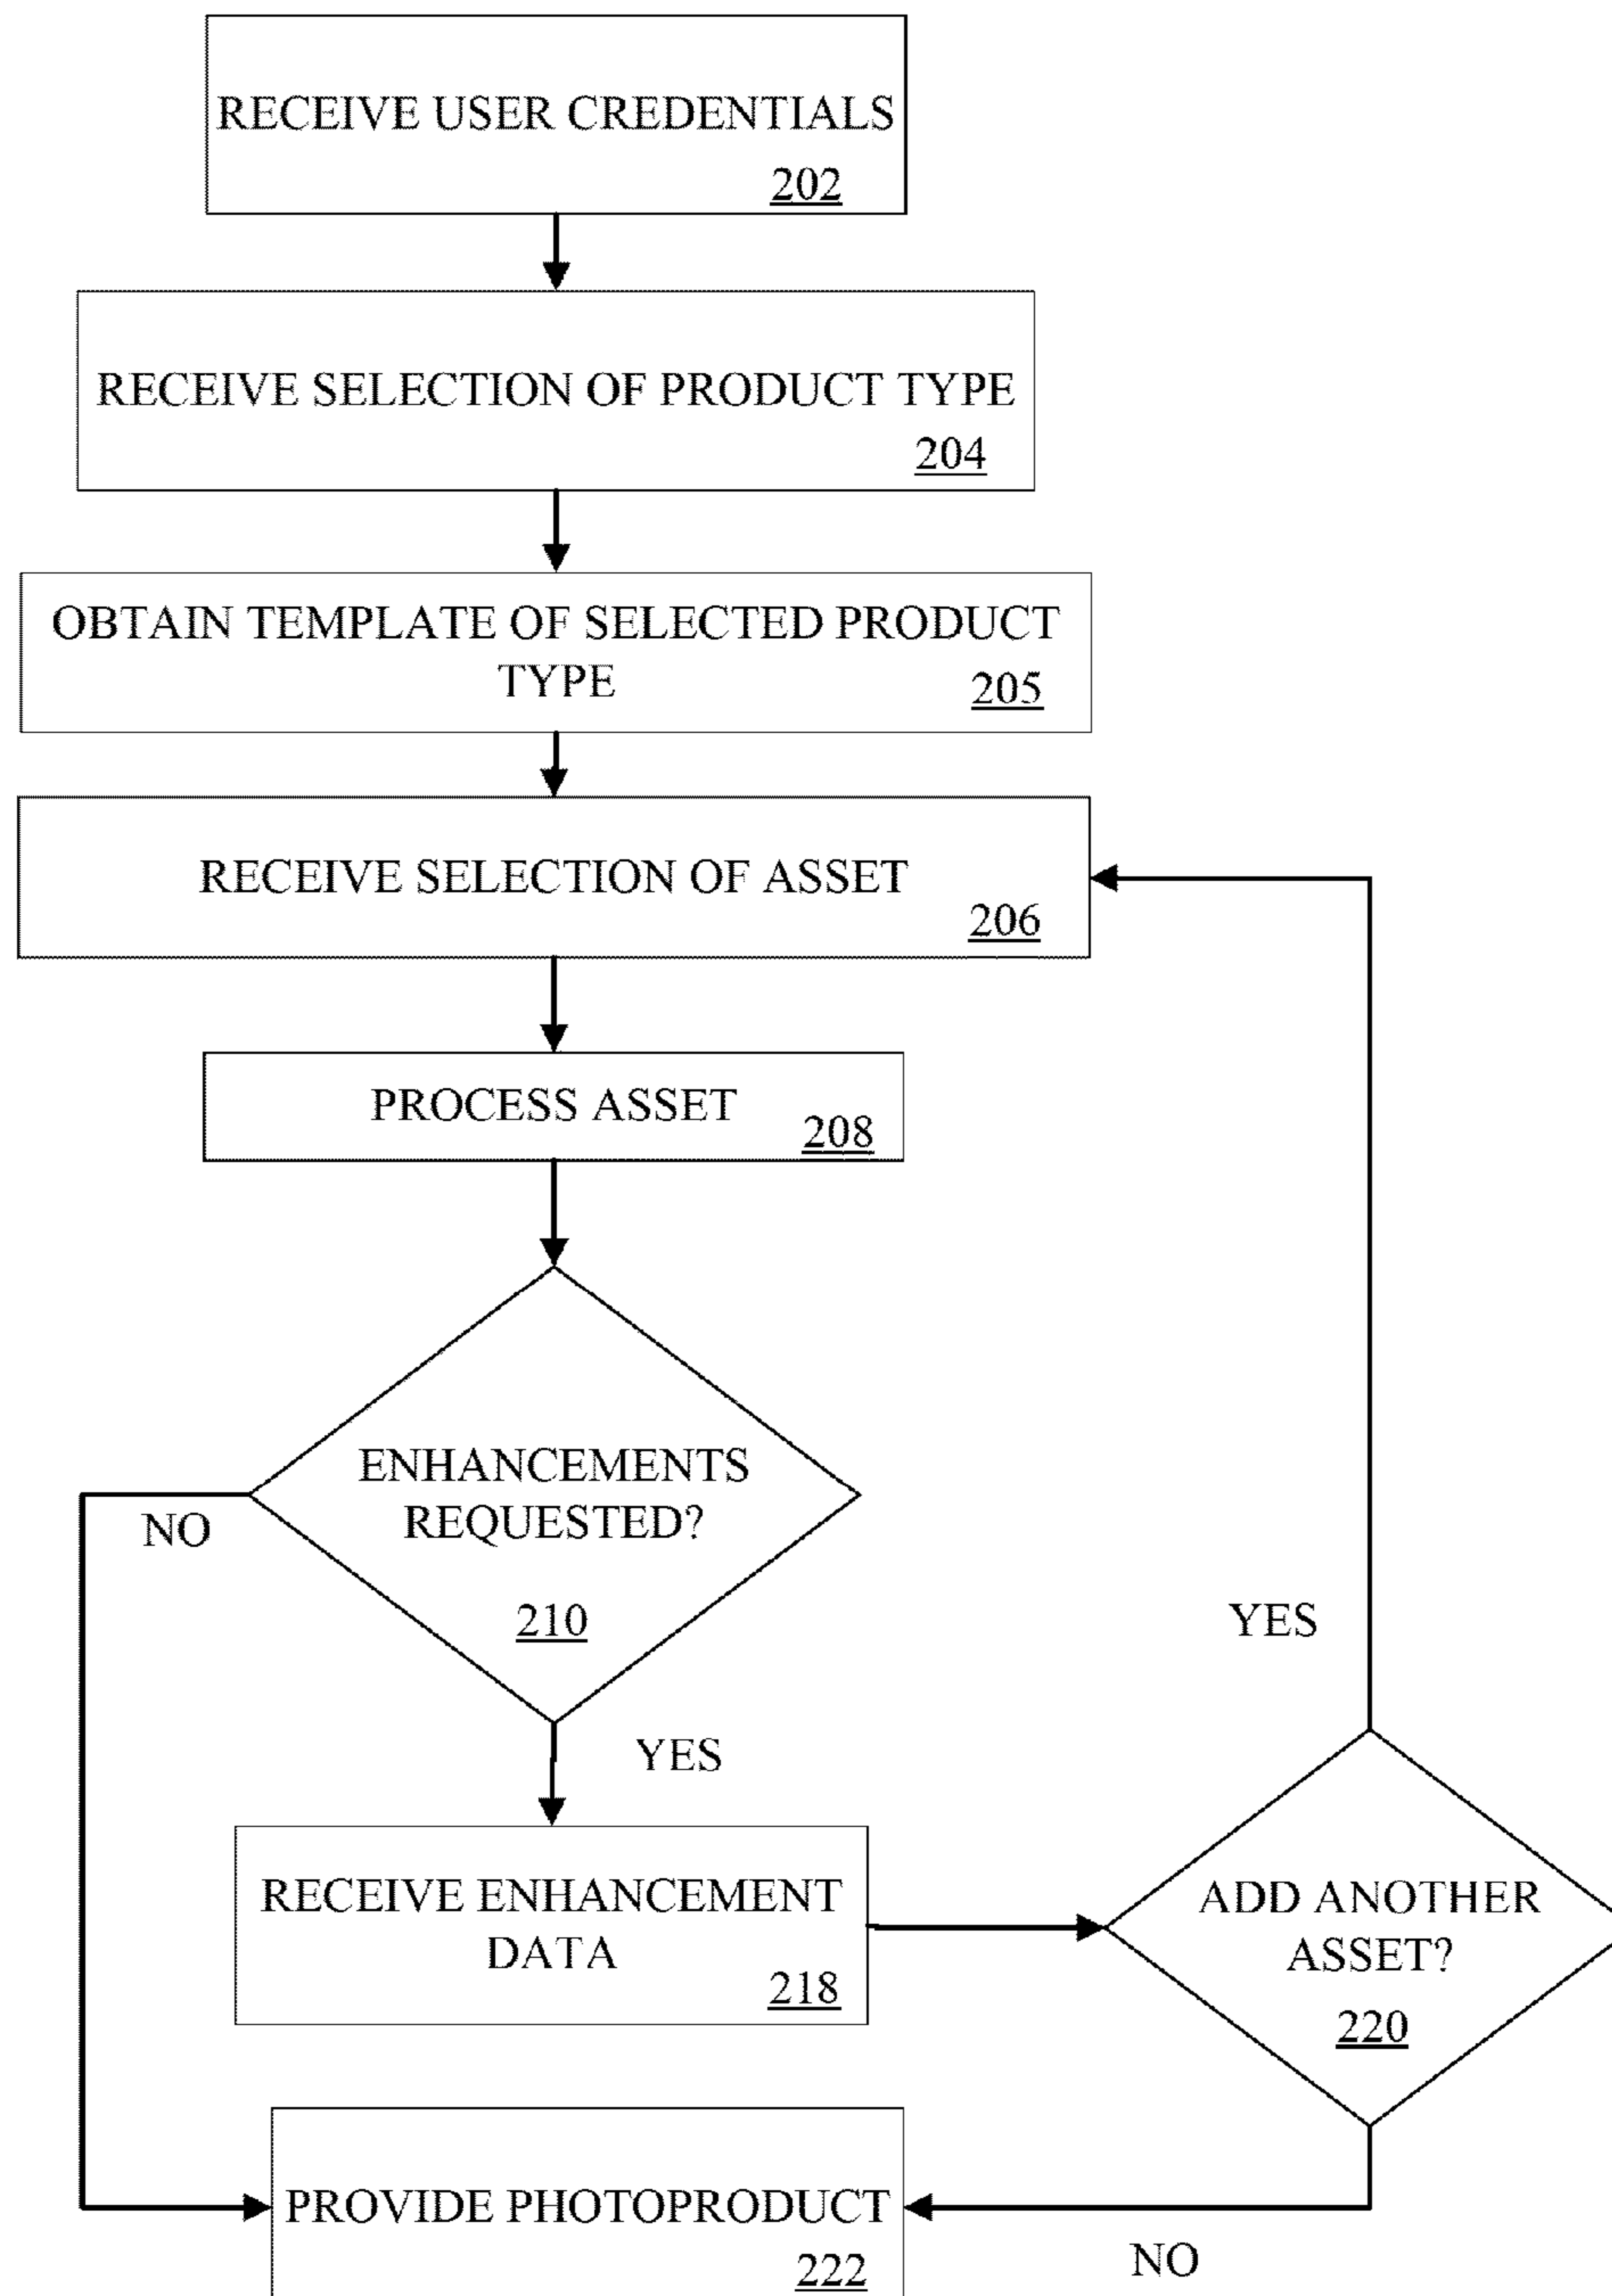 RECEIVE USER CREDENTIALS
202
RECEIVE SELECTION OF PRODUCT TYPE
204
OBTAIN TEMPLATE OF SELECTED PRODUCT
TYPE
205
RECEIVE SELECTION OF ASSET
206
PROCESS ASSET
208
ENHANCEMENTS
REQUESTED?
210
NO
YES
RECEIVE ENHANCEMENT
DATA
218
YES
ADD ANOTHER
ASSET?
220
NO
PROVIDE PHOTOPRODUCT
222